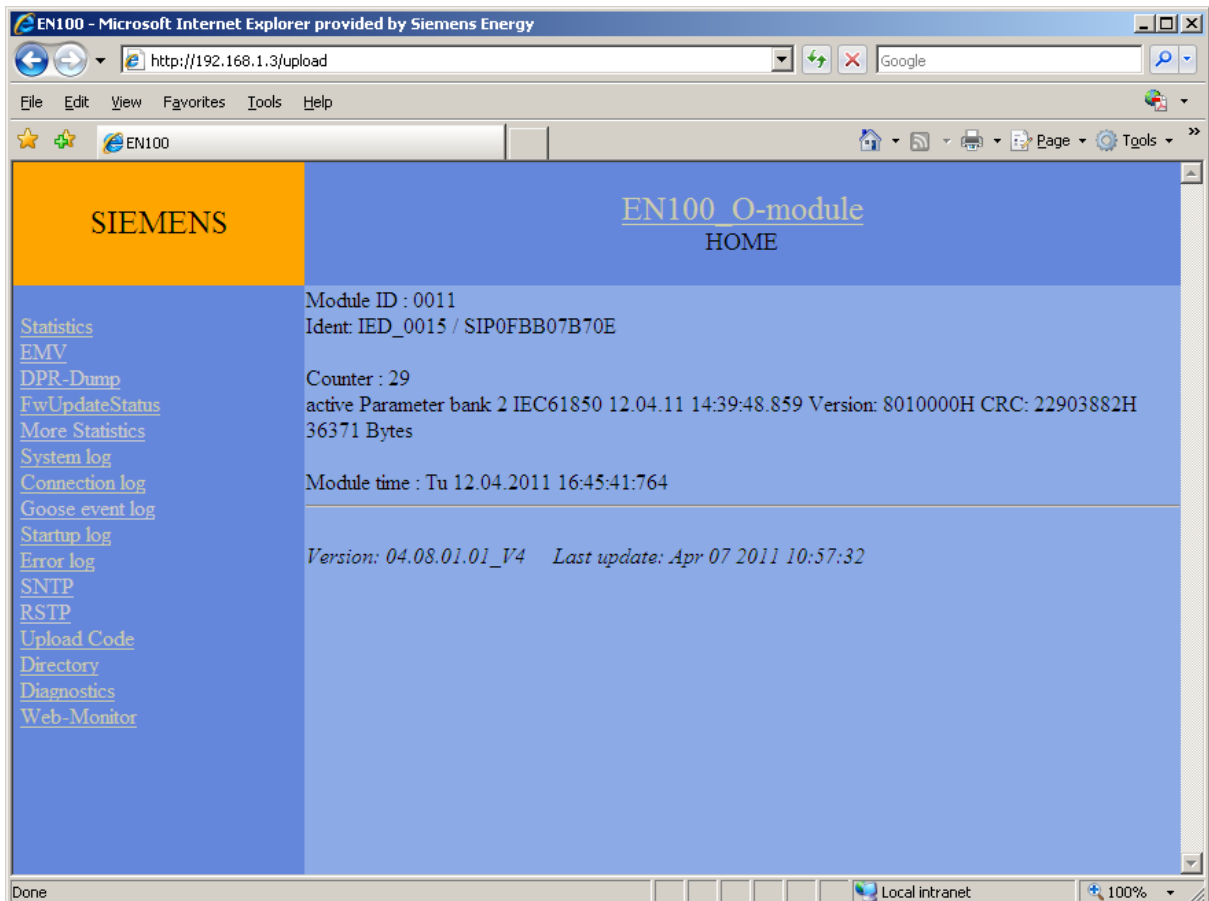 EN100 - Microsoft Internet Explorer provided by Siemens Energy
http://192.168.1.3/upload
Google
File Edit View Favorites Tools Help
EN100
Page Tools »
SIEMENS
EN100_O-module
HOME
Statistics
EMV
DPR-Dump
FwUpdateStatus
More Statistics
System log
Connection log
Goose event log
Startup log
Error log
SNTP
RSTP
Upload Code
Directory
Diagnostics
Web-Monitor
Module ID : 0011
Ident: IED_0015 / SIP0FBB07B70E
Counter : 29
active Parameter bank 2 IEC61850 12.04.11 14:39:48.859 Version: 8010000H CRC: 22903882H
36371 Bytes
Module time : Tu 12.04.2011 16:45:41:764
Version: 04.08.01.01_V4 Last update: Apr 07 2011 10:57:32
Done
Local intranet
100%